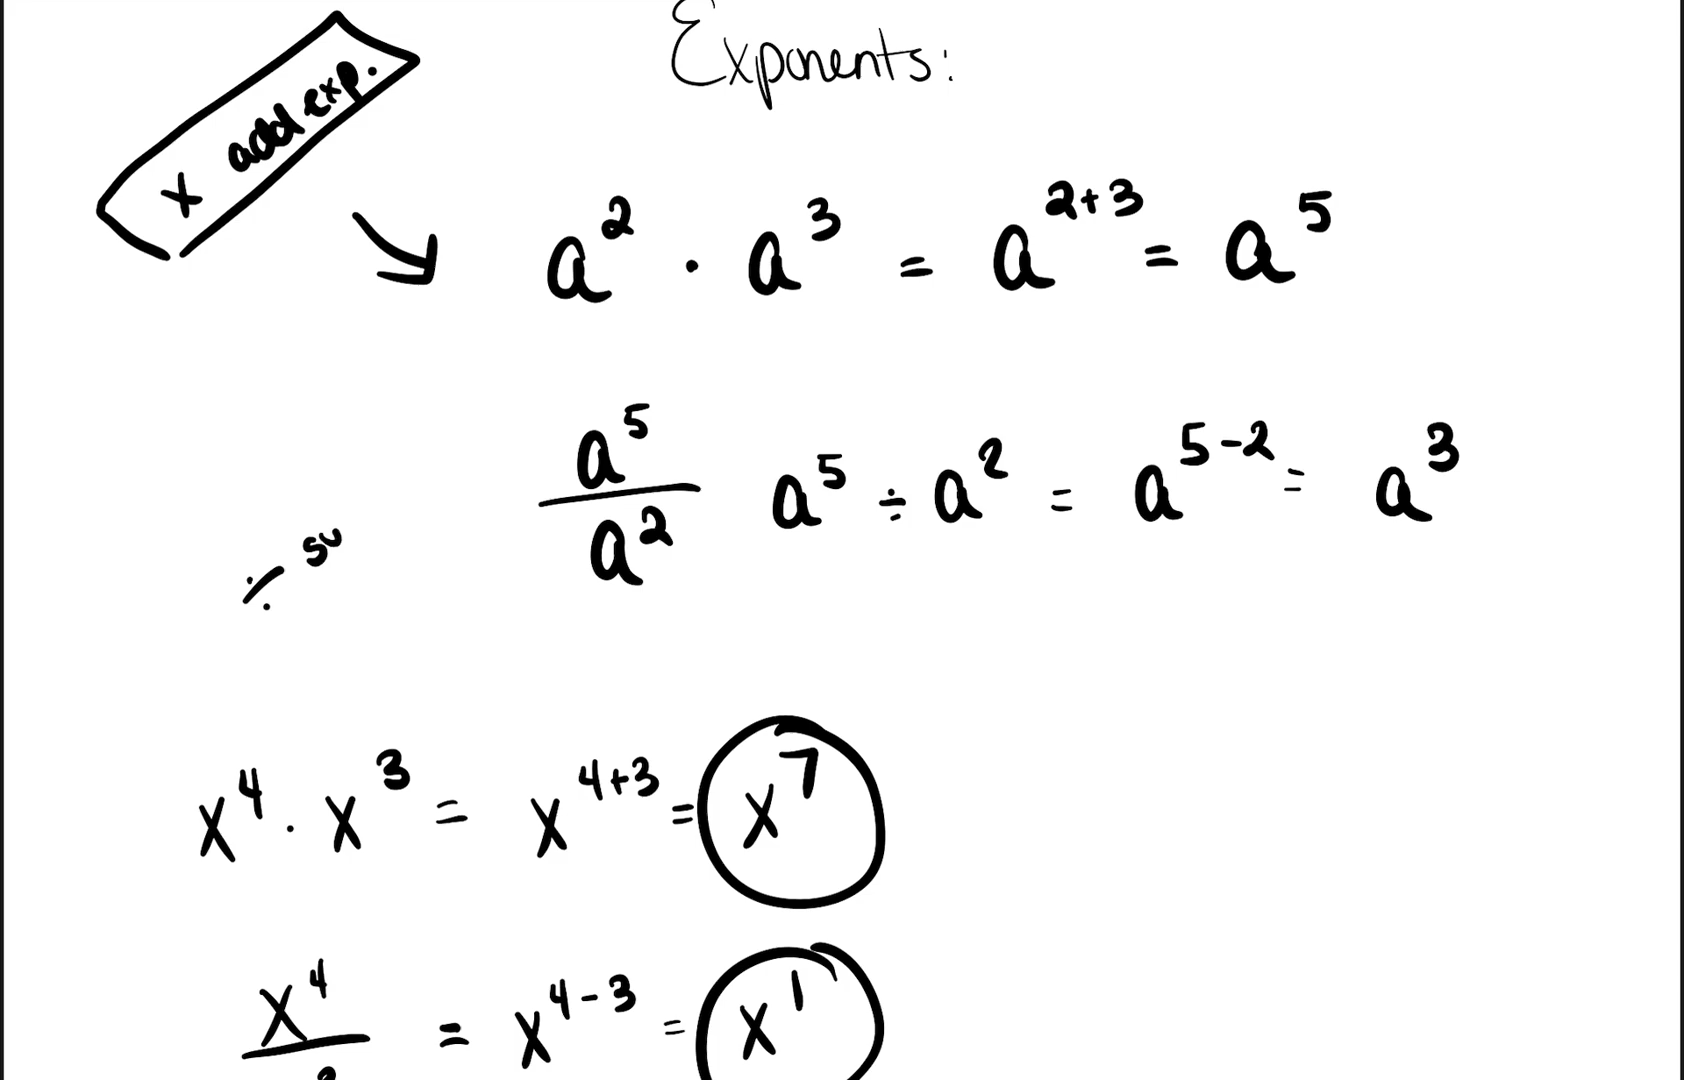 Exponents:
x add exp.
a² · a³ = a²⁺³ = a⁵
a⁵/a² a⁵ ÷ a² = a⁵⁻² = a³
÷ su
x⁴ · x³ = x⁴⁺³ = x⁷
x⁴/ = x⁴⁻³ = x¹